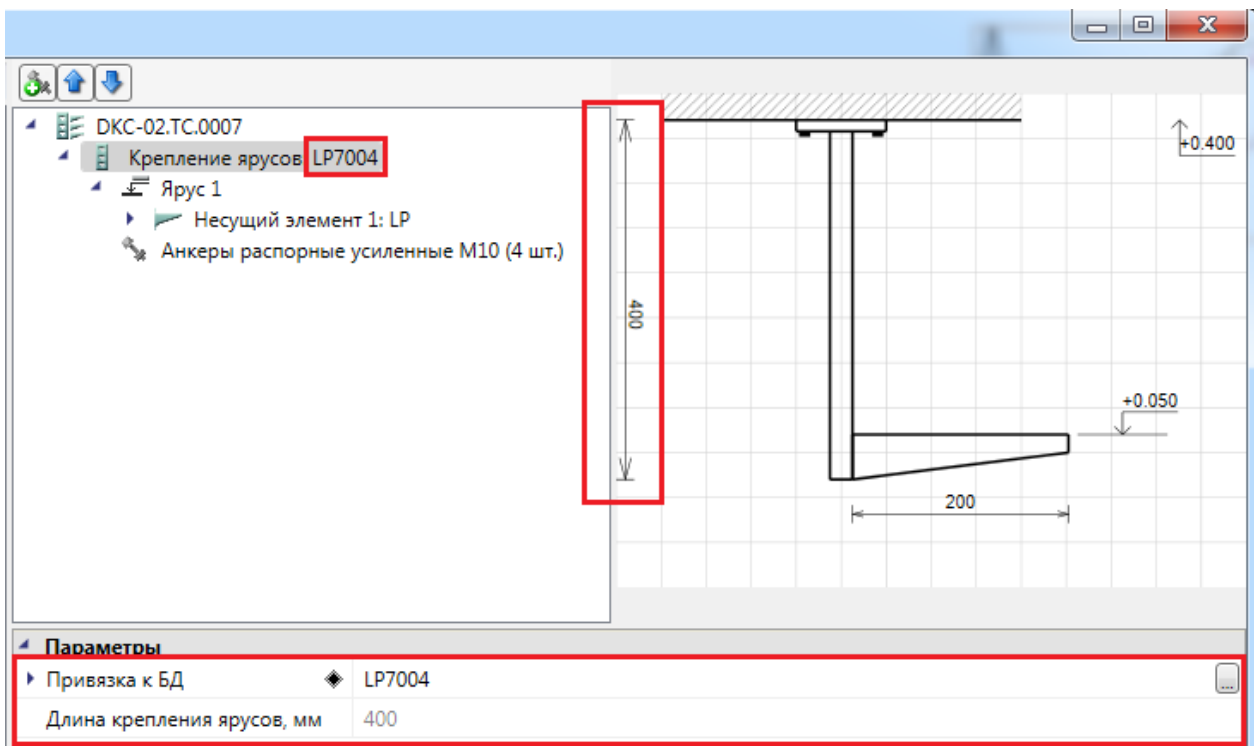 DKC-02.TC.0007
Крепление ярусов LP7004
Ярус 1
Несущий элемент 1: LP
Анкеры распорные усиленные М10 (4 шт.)
+0.400
400
+0.050
200
Параметры
Привязка к БД LP7004 ...
Длина крепления ярусов, мм 400